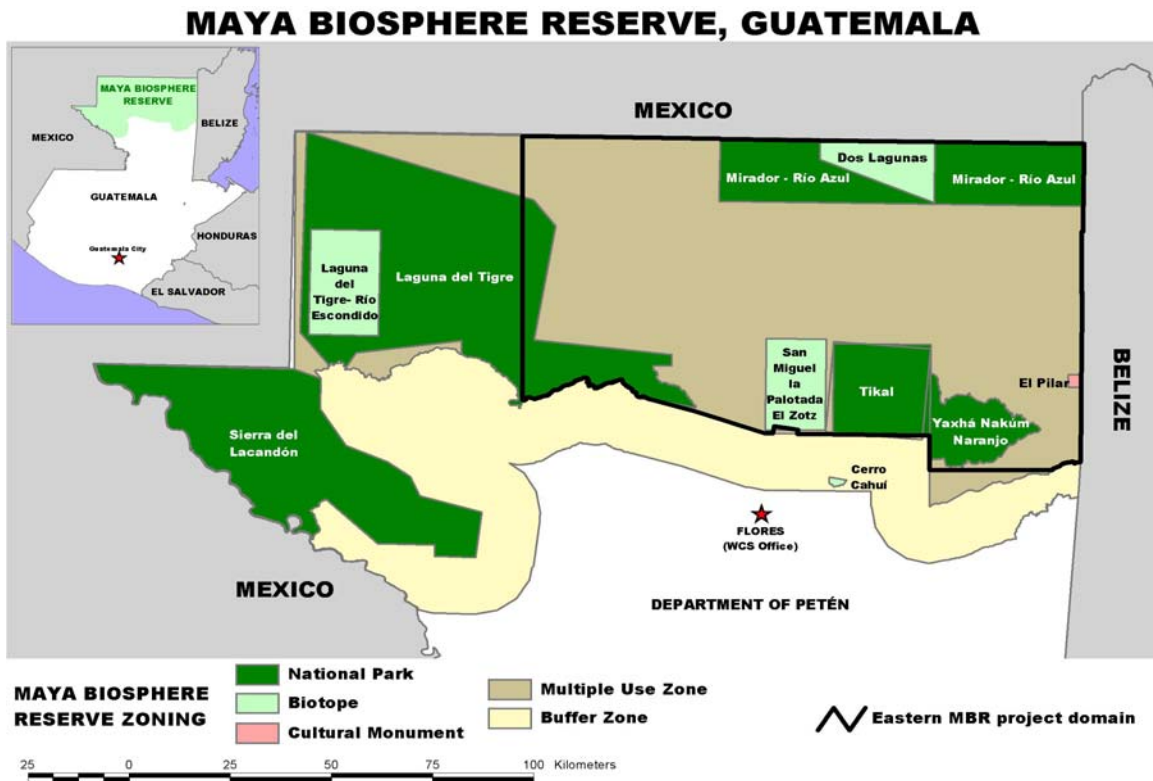 MAYA BIOSPHERE RESERVE, GUATEMALA
MAYA BIOSPHERE
RESERVE
MEXICO
BELIZE
GUATEMALA
HONDURAS
Guatemala City
EL SALVADOR
MEXICO
Dos Lagunas
Mirador - Río Azul
Mirador - Río Azul
Laguna
del
Tigre- Río
Escondido
Laguna del Tigre
San
Miguel
la
Palotada
El Zotz
Tikal
El Pilar
BELIZE
Yaxhá Nakúm
Naranjo
Sierra del
Lacandón
Cerro
Cahuí
FLORES
(WCS Office)
MEXICO
DEPARTMENT OF PETÉN
MAYA BIOSPHERE
RESERVE ZONING
National Park
Biotope
Cultural Monument
Multiple Use Zone
Buffer Zone
Eastern MBR project domain
25 0 25 50 75 100 Kilometers